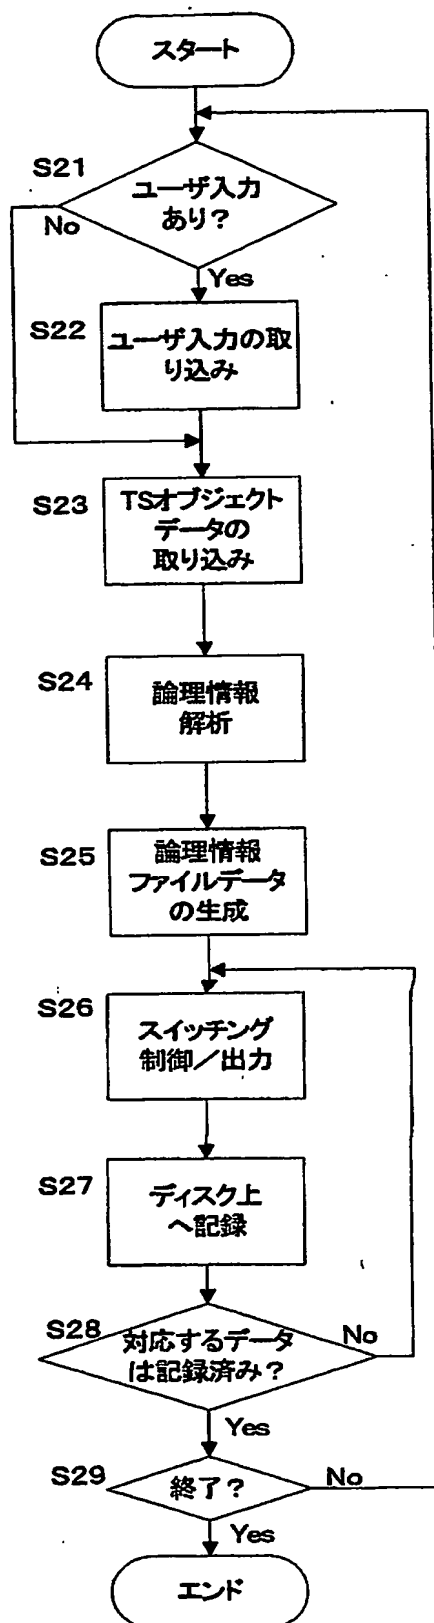 スタート
S21
ユーザ入力
あり?
No
Yes
S22
ユーザ入力の取
り込み
S23
TSオブジェクト
データの
取り込み
S24
論理情報
解析
S25
論理情報
ファイルデータ
の生成
S26
スイッチング
制御/出力
S27
ディスク上
へ記録
S28
対応するデータ
は記録済み?
No
Yes
S29
終了?
No
Yes
エンド